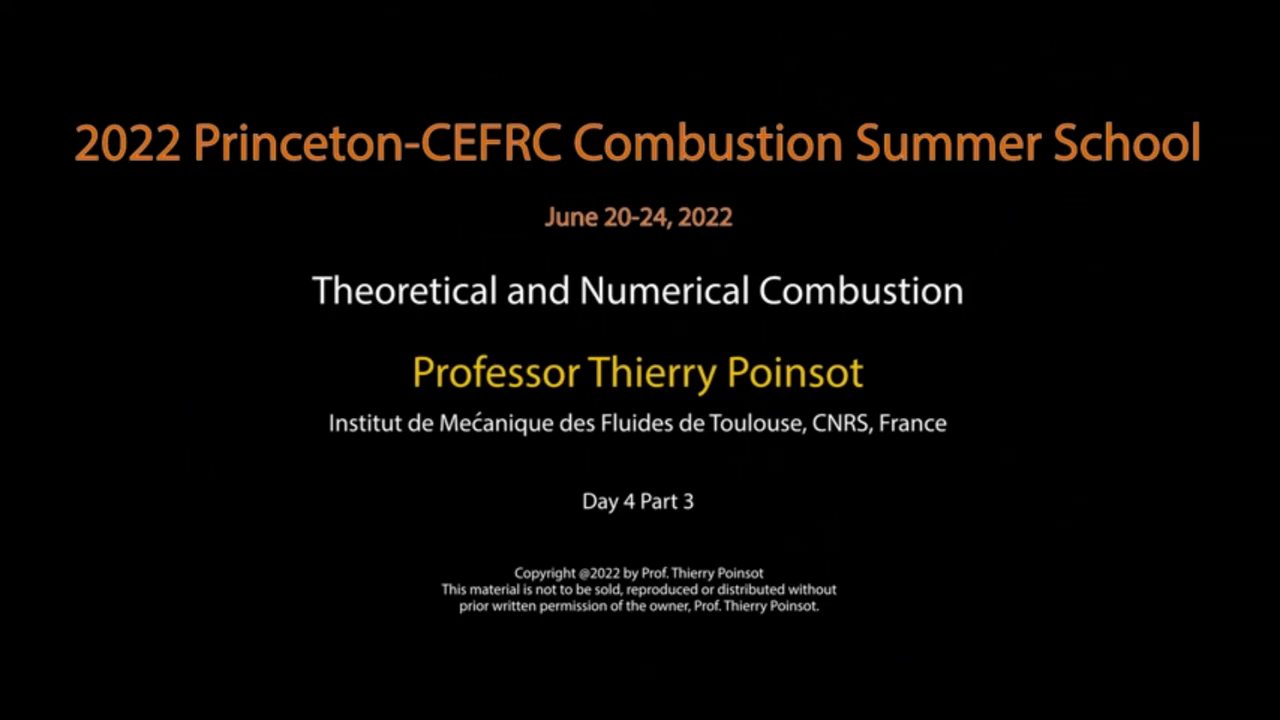 2022 Princeton-CEFRC Combustion Summer School
June 20-24, 2022
Theoretical and Numerical Combustion
Professor Thierry Poinsot
Institut de Mećanique des Fluides de Toulouse, CNRS, France
Day 4 Part 3
Copyright @2022 by Prof. Thierry Poinsot
This material is not to be sold, reproduced or distributed without
prior written permission of the owner, Prof. Thierry Poinsot.